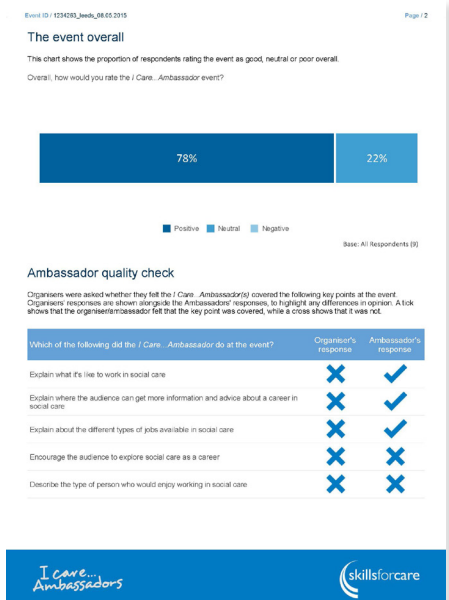 Event ID / 1234283_leeds_08.05.2015
Page / 2
The event overall
This chart shows the proportion of respondents rating the event as good, neutral or poor overall.
Overall, how would you rate the I Care...Ambassador event?
78%
22%
Positive
Neutral
Negative
Base: All Respondents (9)
Ambassador quality check
Organisers were asked whether they felt the I Care...Ambassador(s) covered the following key points at the event.
Organisers' responses are shown alongside the Ambassadors' responses, to highlight any differences in opinion. A tick
shows that the organiser/ambassador felt that the key point was covered, while a cross shows that it was not.
Which of the following did the I Care...Ambassador do at the event?
Organiser's
response
Ambassador's
response
Explain what it's like to work in social care
Explain where the audience can get more information and advice about a career in
social care
Explain about the different types of jobs available in social care
Encourage the audience to explore social care as a career
Describe the type of person who would enjoy working in social care
I care...
Ambassadors
skillsforcare